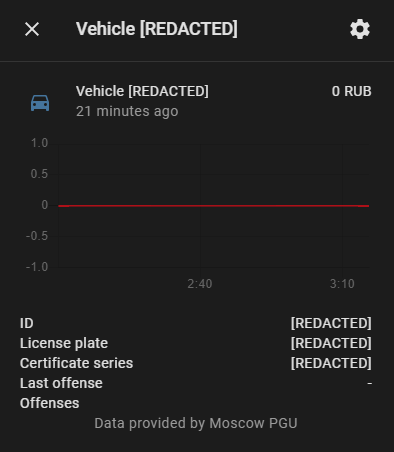 Vehicle [REDACTED]
Vehicle [REDACTED] 0 RUB
21 minutes ago
1.0
0.5
0
-0.5
-1.0
2:40 3:10
ID [REDACTED]
License plate [REDACTED]
Certificate series [REDACTED]
Last offense -
Offenses
Data provided by Moscow PGU